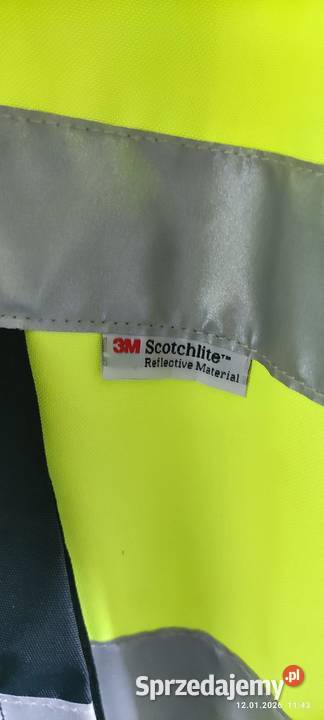 3M Scotchlite™
Reflective Material
Sprzedajemy.pl
12.01.2026 11:43